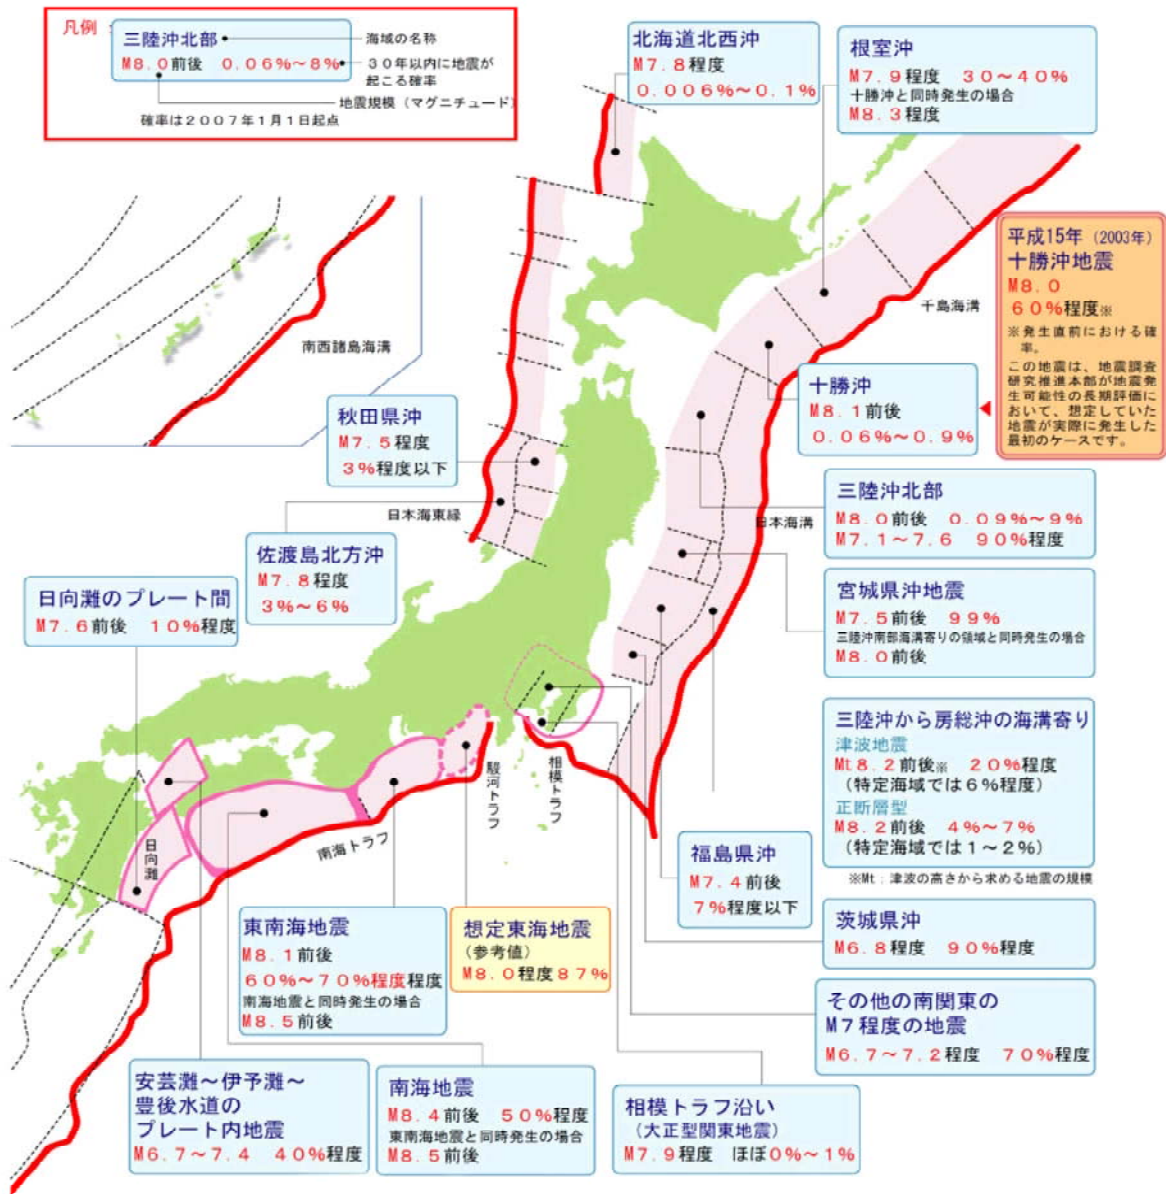 凡例：
三陸沖北部
M8.0前後　0.06%～8%
海域の名称
30年以内に地震が
起こる確率
地震規模（マグニチュード）
確率は2007年1月1日起点
北海道北西沖
M7.8程度
0.006%～0.1%
根室沖
M7.9程度　30～40%
十勝沖と同時発生の場合
M8.3程度
平成15年（2003年）
十勝沖地震
M8.0
60%程度※
※発生直前における確
率。
この地震は、地震調査
研究推進本部が地震発
生可能性の長期評価に
おいて、想定していた
地震が実際に発生した
最初のケースです。
千島海溝
南西諸島海溝
十勝沖
M8.1前後
0.06%～0.9%
秋田県沖
M7.5程度
3%程度以下
日本海東縁
日本海溝
三陸沖北部
M8.0前後　0.09%～9%
M7.1～7.6　90%程度
佐渡島北方沖
M7.8程度
3%～6%
日向灘のプレート間
M7.6前後　10%程度
宮城県沖地震
M7.5前後　99%
三陸沖南部海溝寄りの領域と同時発生の場合
M8.0前後
三陸沖から房総沖の海溝寄り
津波地震
Mt8.2前後※　20%程度
（特定海域では6%程度）
正断層型
M8.2前後　4%～7%
（特定海域では1～2%）
※Mt：津波の高さから求める地震の規模
駿河トラフ
相模トラフ
南海トラフ
日向灘
福島県沖
M7.4前後
7%程度以下
茨城県沖
M6.8程度　90%程度
東南海地震
M8.1前後
60%～70%程度程度
南海地震と同時発生の場合
M8.5前後
想定東海地震
（参考値）
M8.0程度87%
その他の南関東の
M7程度の地震
M6.7～7.2程度　70%程度
安芸灘～伊予灘～
豊後水道の
プレート内地震
M6.7～7.4　40%程度
南海地震
M8.4前後　50%程度
東南海地震と同時発生の場合
M8.5前後
相模トラフ沿い
（大正型関東地震）
M7.9程度　ほぼ0%～1%